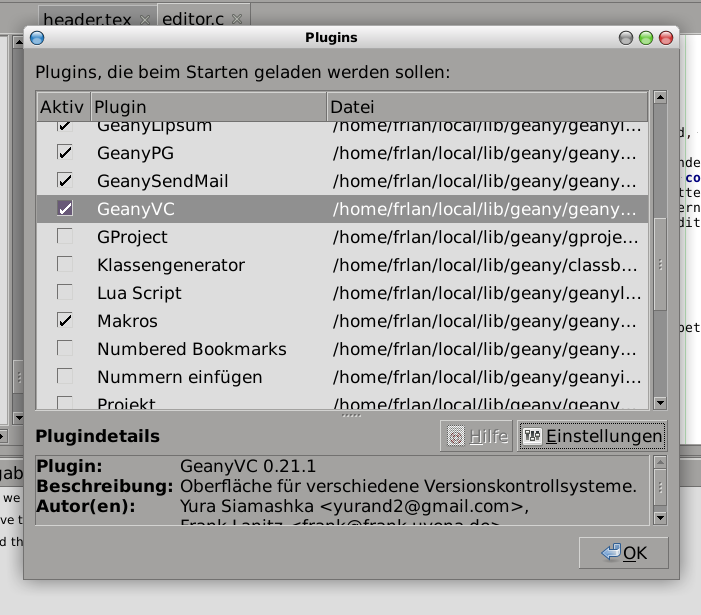 header.tex editor.c
Plugins
Plugins, die beim Starten geladen werden sollen:
Aktiv Plugin Datei
GeanyLipsum /home/frlan/local/lib/geany/geanyl...
GeanyPG /home/frlan/local/lib/geany/geany...
GeanySendMail /home/frlan/local/lib/geany/geany...
GeanyVC /home/frlan/local/lib/geany/geany...
GProject /home/frlan/local/lib/geany/gproje...
Klassengenerator /home/frlan/local/lib/geany/classb...
Lua Script /home/frlan/local/lib/geany/geanyl...
Makros /home/frlan/local/lib/geany/geany...
Numbered Bookmarks /home/frlan/local/lib/geany/geany...
Nummern einfügen /home/frlan/local/lib/geany/geanyi...
Projekt /home/frlan/local/lib/geany/geany...
Plugindetails Hilfe Einstellungen
Plugin: GeanyVC 0.21.1
Beschreibung: Oberfläche für verschiedene Versionskontrollsysteme.
Autor(en): Yura Siamashka <yurand2@gmail.com>,
Frank Lanitz <frank@frank.uvena.de>
OK